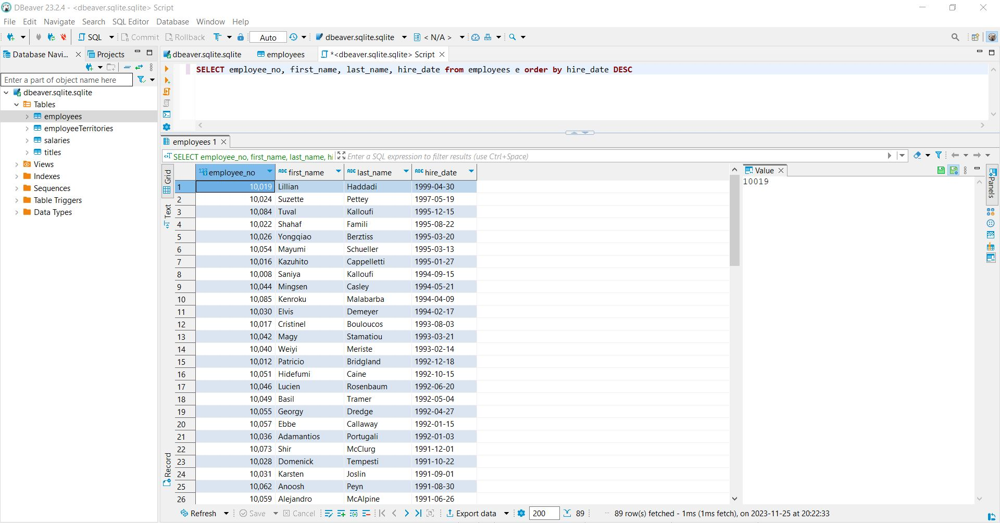 DBeaver 23.2.4 - <dbeaver.sqlite.sqlite> Script
File Edit Navigate Search SQL Editor Database Window Help
SQL Commit Rollback Auto dbeaver.sqlite.sqlite < N/A >
Database Navi... Projects
Enter a part of object name here
dbeaver.sqlite.sqlite
Tables
employees
employeeTerritories
salaries
titles
Views
Indexes
Sequences
Table Triggers
Data Types
dbeaver.sqlite.sqlite employees *<dbeaver.sqlite.sqlite> Script
SELECT employee_no, first_name, last_name, hire_date from employees e order by hire_date DESC
employees 1
SELECT employee_no, first_name, last_name, hi Enter a SQL expression to filter results (use Ctrl+Space)
Grid
Text
Record
123 employee_no ABC first_name ABC last_name ABC hire_date
1 10,019 Lillian Haddadi 1999-04-30
2 10,024 Suzette Pettey 1997-05-19
3 10,084 Tuval Kalloufi 1995-12-15
4 10,022 Shahaf Famili 1995-08-22
5 10,026 Yongqiao Berztiss 1995-03-20
6 10,054 Mayumi Schueller 1995-03-13
7 10,016 Kazuhito Cappelletti 1995-01-27
8 10,008 Saniya Kalloufi 1994-09-15
9 10,044 Mingsen Casley 1994-05-21
10 10,085 Kenroku Malabarba 1994-04-09
11 10,030 Elvis Demeyer 1994-02-17
12 10,017 Cristinel Bouloucos 1993-08-03
13 10,042 Magy Stamatiou 1993-03-21
14 10,040 Weiyi Meriste 1993-02-14
15 10,012 Patricio Bridgland 1992-12-18
16 10,051 Hidefumi Caine 1992-10-15
17 10,046 Lucien Rosenbaum 1992-06-20
18 10,049 Basil Tramer 1992-05-04
19 10,055 Georgy Dredge 1992-04-27
20 10,057 Ebbe Callaway 1992-01-15
21 10,036 Adamantios Portugali 1992-01-03
22 10,073 Shir McClurg 1991-12-01
23 10,028 Domenick Tempesti 1991-10-22
24 10,031 Karsten Joslin 1991-09-01
25 10,062 Anoosh Peyn 1991-08-30
26 10,059 Alejandro McAlpine 1991-06-26
Value
10019
Panels
Refresh Save Cancel Export data 200 89 89 row(s) fetched - 1ms (1ms fetch), on 2023-11-25 at 20:22:33